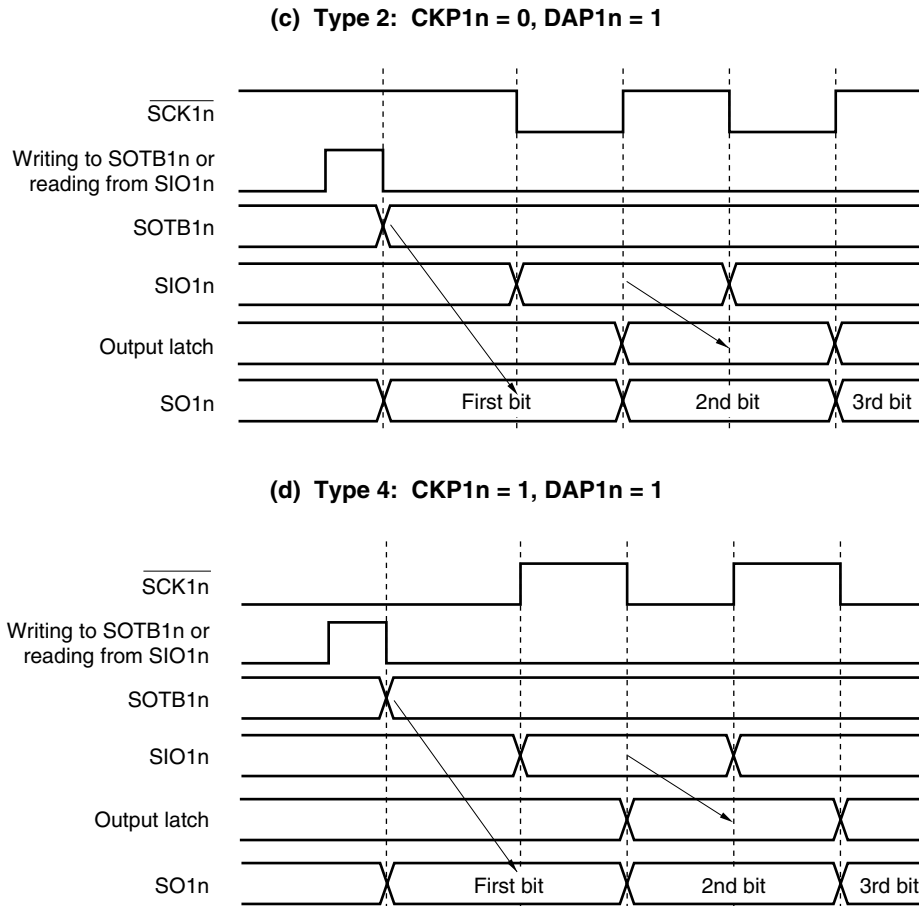 (c) Type 2: CKP1n = 0, DAP1n = 1
SCK1n
Writing to SOTB1n or
reading from SIO1n
SOTB1n
SIO1n
Output latch
SO1n
First bit
2nd bit
3rd bit
(d) Type 4: CKP1n = 1, DAP1n = 1
SCK1n
Writing to SOTB1n or
reading from SIO1n
SOTB1n
SIO1n
Output latch
SO1n
First bit
2nd bit
3rd bit